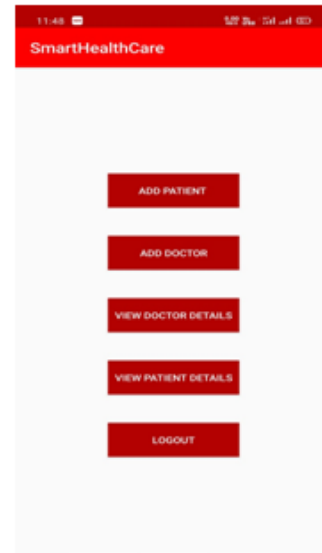 11:48
SmartHealthCare
ADD PATIENT
ADD DOCTOR
VIEW DOCTOR DETAILS
VIEW PATIENT DETAILS
LOGOUT